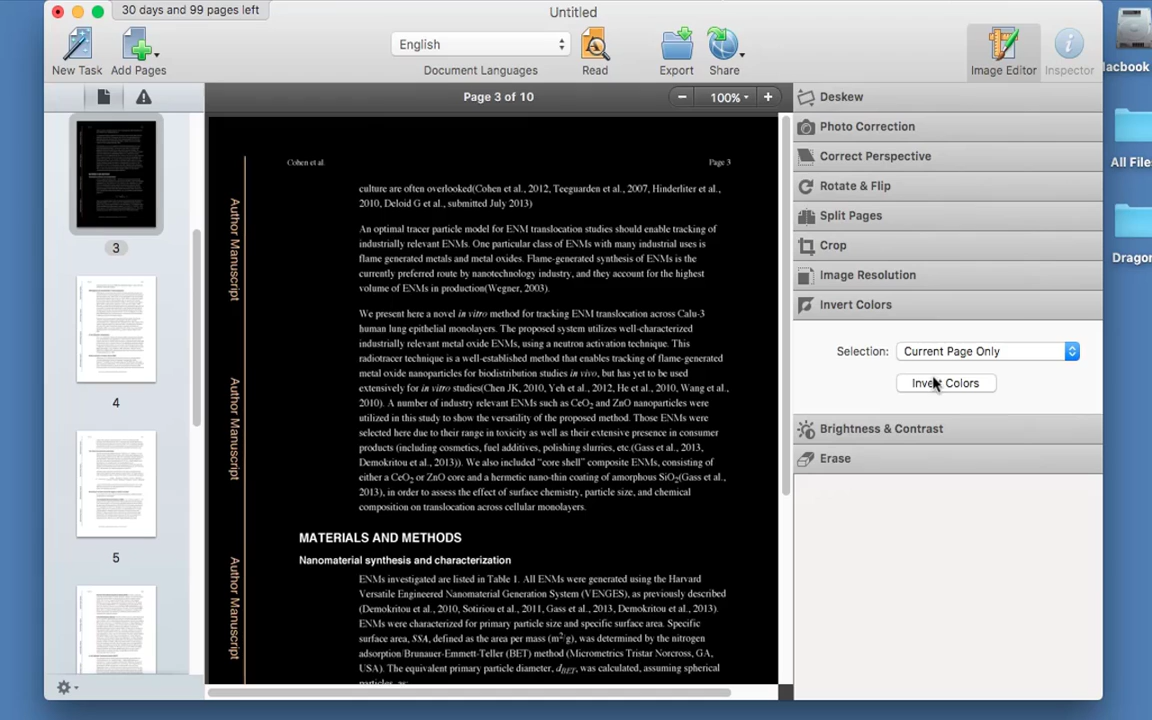 30 days and 99 pages left
Untitled
New Task
Add Pages
English
Document Languages
Read
Export
Share
Image Editor
Inspector
Page 3 of 10
100%
3
4
5
Cohen et al.
Page 3
Author Manuscript
Author Manuscript
Author Manuscript
culture are often overlooked(Cohen et al., 2012, Teeguarden et al., 2007, Hinderliter et al.,
2010, Deloid G et al., submitted July 2013)
An optimal tracer particle model for ENM translocation studies should enable tracking of
industrially relevant ENMs. One particular class of ENMs with many industrial uses is
flame generated metals and metal oxides. Flame-generated synthesis of ENMs is the
currently preferred route by nanotechnology industry, and they account for the highest
volume of ENMs in production(Wegner, 2003).
We present here a novel in vitro method for tracking ENM translocation across Calu-3
human lung epithelial monolayers. The proposed system utilizes well-characterized
industrially relevant metal oxide ENMs, using a neutron activation technique. This
radiotracer technique is a well-established method that enables tracking of flame-generated
metal oxide nanoparticles for biodistribution studies in vivo, but has yet to be used
extensively for in vitro studies(Chen JK, 2010, Yeh et al., 2012, He et al., 2010, Wang et al.,
2010). A number of industry relevant ENMs such as CeO2 and ZnO nanoparticles were
utilized in this study to show the versatility of the proposed method. Those ENMs were
selected here due to their range in toxicity as well as their extensive presence in consumer
products (including cosmetics, fuel additives, polishing slurries, etc.(Gass et al., 2013,
Demokritou et al., 2013)). We also included "core shell" composite ENMs, consisting of
either a CeO2 or ZnO core and a hermetic nano-thin coating of amorphous SiO2(Gass et al.,
2013), in order to assess the effect of surface chemistry, particle size, and chemical
composition on translocation across cellular monolayers.
MATERIALS AND METHODS
Nanomaterial synthesis and characterization
ENMs investigated are listed in Table 1. All ENMs were generated using the Harvard
Versatile Engineered Nanomaterial Generation System (VENGES), as previously described
(Demokritou et al., 2010, Sotiriou et al., 2011, Gass et al., 2013, Demokritou et al., 2013).
ENMs were characterized for primary particle size and specific surface area. Specific
surface area, SSA, defined as the area per mass (m2/g), was determined by the nitrogen
adsorption/Brunauer-Emmett-Teller (BET) method (Micrometrics Tristar Norcross, GA,
USA). The equivalent primary particle diameter, dBET, was calculated, assuming spherical
particles, as:
Deskew
Photo Correction
Correct Perspective
Rotate & Flip
Split Pages
Crop
Image Resolution
Invert Colors
Selection: Current Page Only
Invert Colors
Brightness & Contrast
Erase
acbook
All File
Dragon